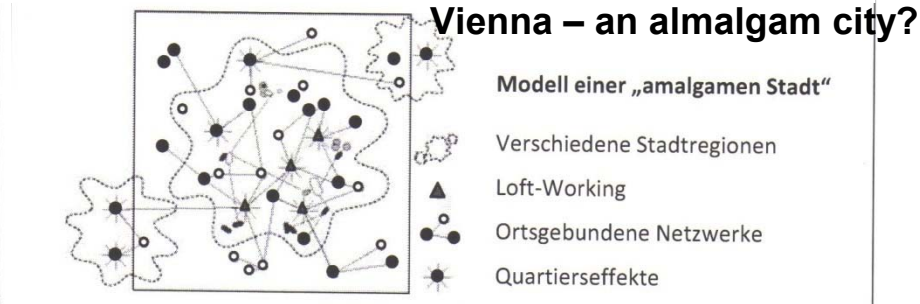 Vienna – an almalgam city?
Modell einer „amalgamen Stadt“
Verschiedene Stadtregionen
Loft-Working
Ortsgebundene Netzwerke
Quartierseffekte